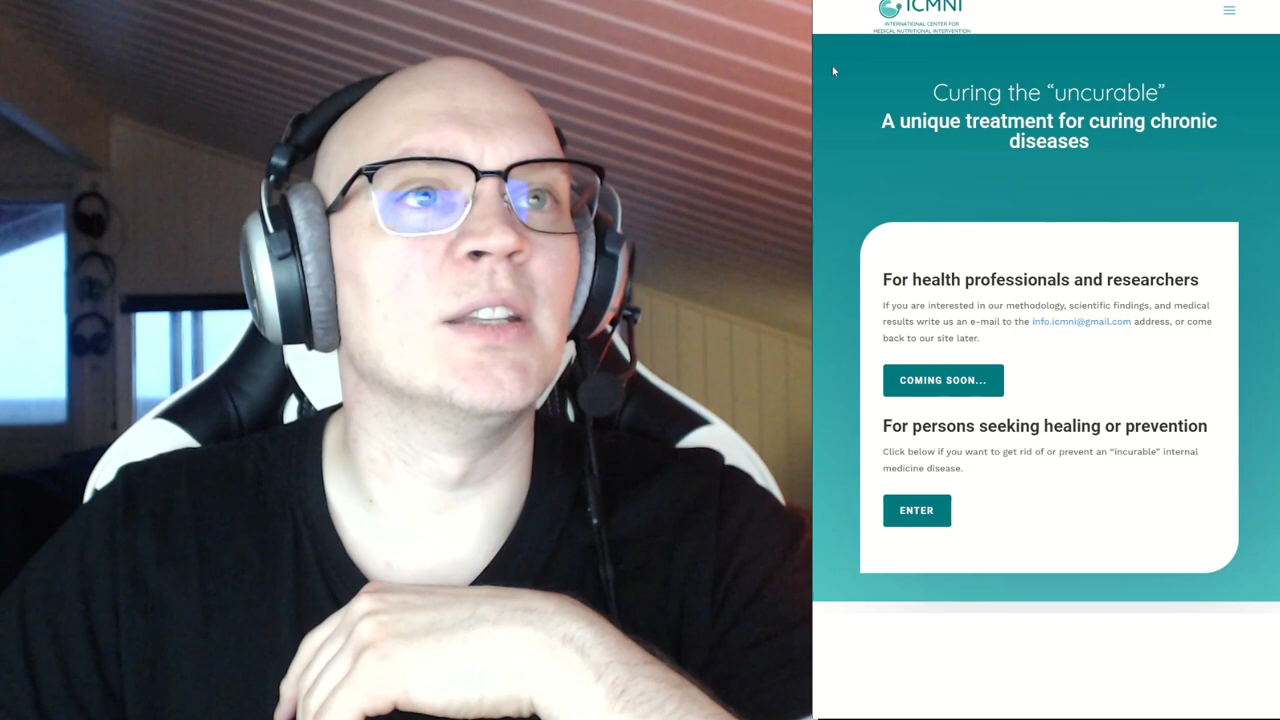 ICMNI
INTERNATIONAL CENTER FOR
MEDICAL NUTRITIONAL INTERVENTION
Curing the “uncurable”
A unique treatment for curing chronic
diseases
For health professionals and researchers
If you are interested in our methodology, scientific findings, and medical
results write us an e-mail to the info.icmni@gmail.com address, or come
back to our site later.
COMING SOON...
For persons seeking healing or prevention
Click below if you want to get rid of or prevent an “incurable” internal
medicine disease.
ENTER